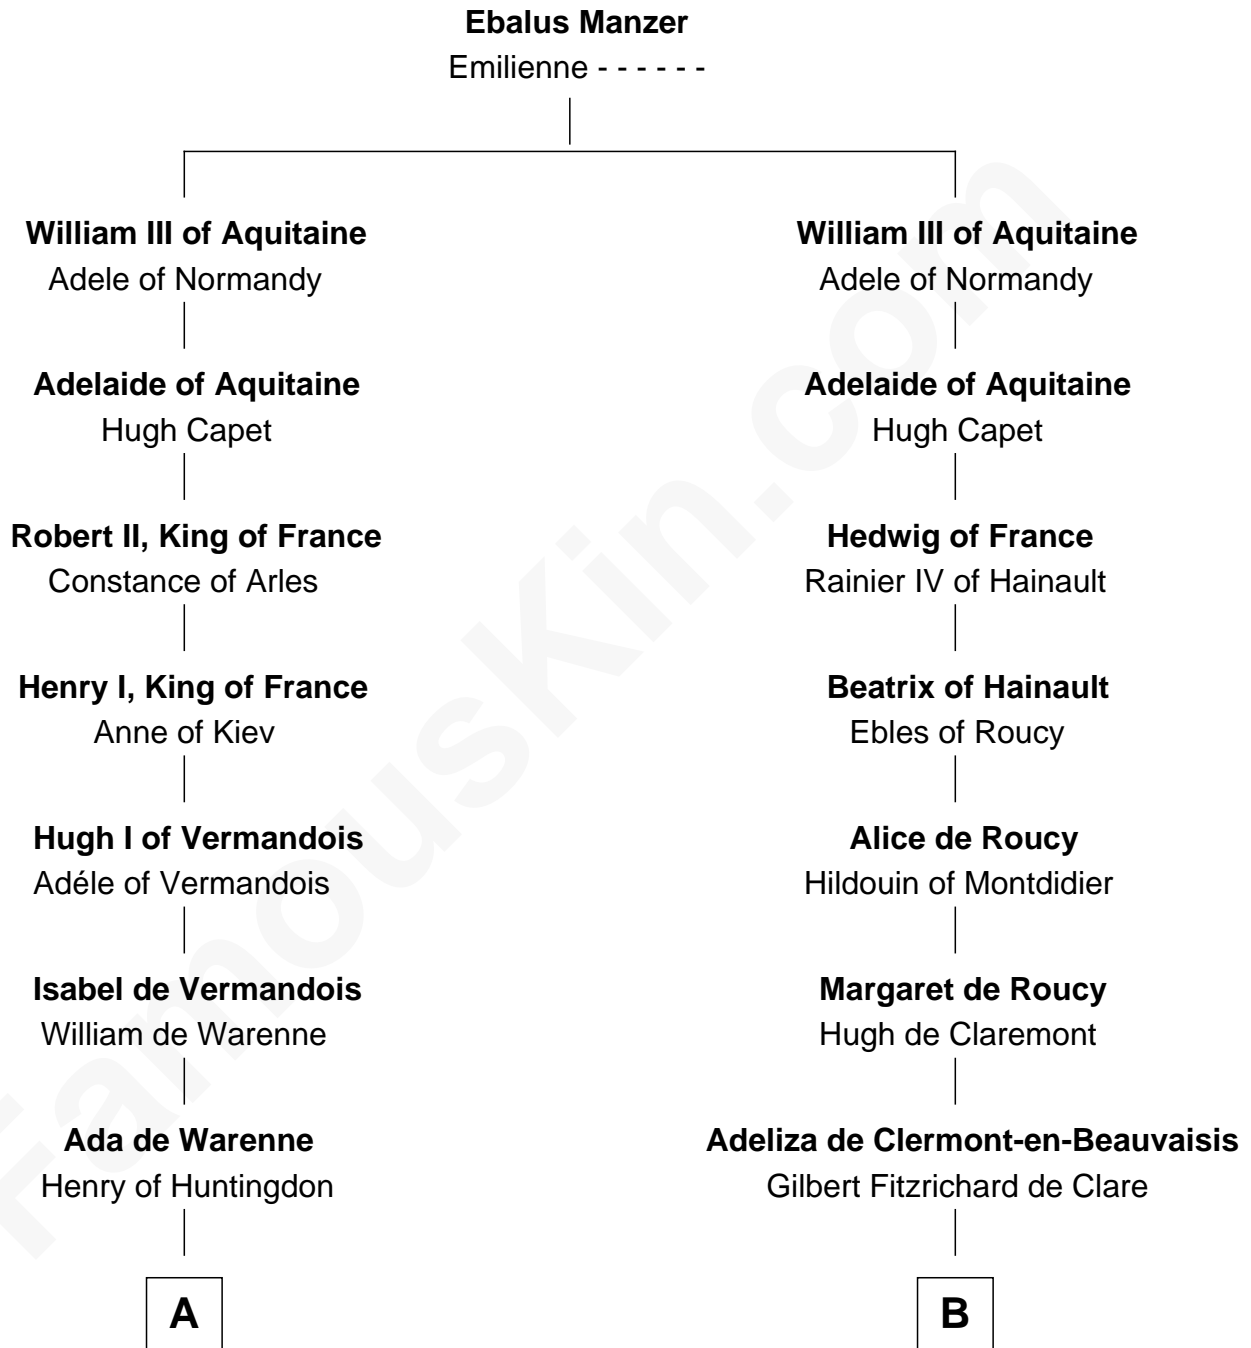 Ebalus Manzer
Emilienne - - - - - -
William III of Aquitaine
Adele of Normandy
William III of Aquitaine
Adele of Normandy
Adelaide of Aquitaine
Hugh Capet
Adelaide of Aquitaine
Hugh Capet
Robert II, King of France
Constance of Arles
Hedwig of France
Rainier IV of Hainault
Henry I, King of France
Anne of Kiev
Beatrix of Hainault
Ebles of Roucy
Hugh I of Vermandois
Adéle of Vermandois
Alice de Roucy
Hildouin of Montdidier
Isabel de Vermandois
William de Warenne
Margaret de Roucy
Hugh de Claremont
Ada de Warenne
Henry of Huntingdon
Adeliza de Clermont-en-Beauvaisis
Gilbert Fitzrichard de Clare
A
B
FamousKin.com